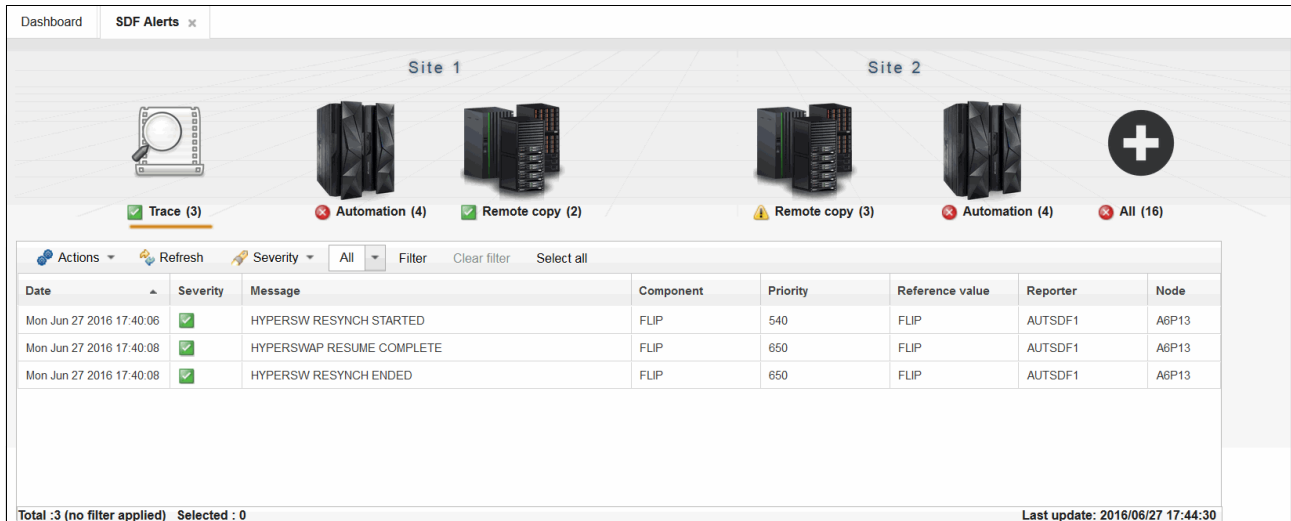 Dashboard SDF Alerts ×
Site 1 Site 2
Trace (3) Automation (4) Remote copy (2) Remote copy (3) Automation (4) All (16)
Actions Refresh Severity All Filter Clear filter Select all
Date Severity Message Component Priority Reference value Reporter Node
Mon Jun 27 2016 17:40:06 HYPERSW RESYNCH STARTED FLIP 540 FLIP AUTSDF1 A6P13
Mon Jun 27 2016 17:40:08 HYPERSWAP RESUME COMPLETE FLIP 650 FLIP AUTSDF1 A6P13
Mon Jun 27 2016 17:40:08 HYPERSW RESYNCH ENDED FLIP 650 FLIP AUTSDF1 A6P13
Total :3 (no filter applied) Selected : 0 Last update: 2016/06/27 17:44:30